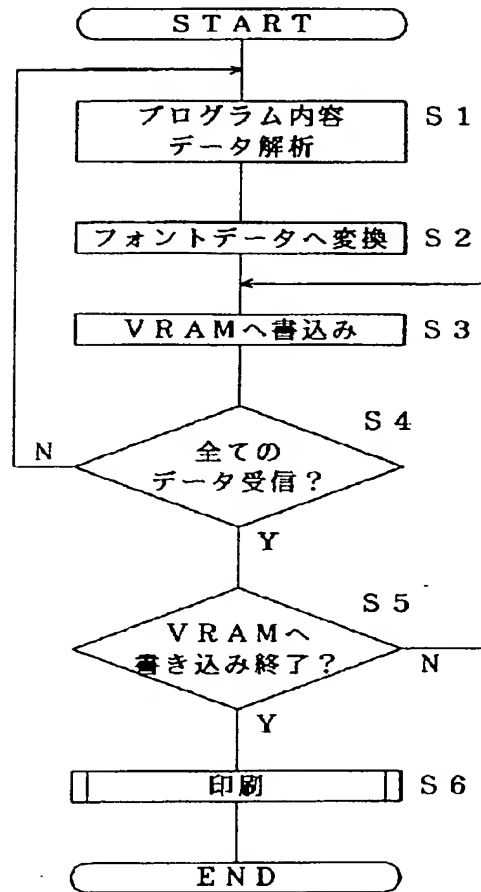 START
プログラム内容
データ解析
S1
フォントデータへ変換
S2
VRAMへ書込み
S3
S4
N
全ての
データ受信?
Y
S5
VRAMへ
書き込み終了?
N
Y
印刷
S6
END